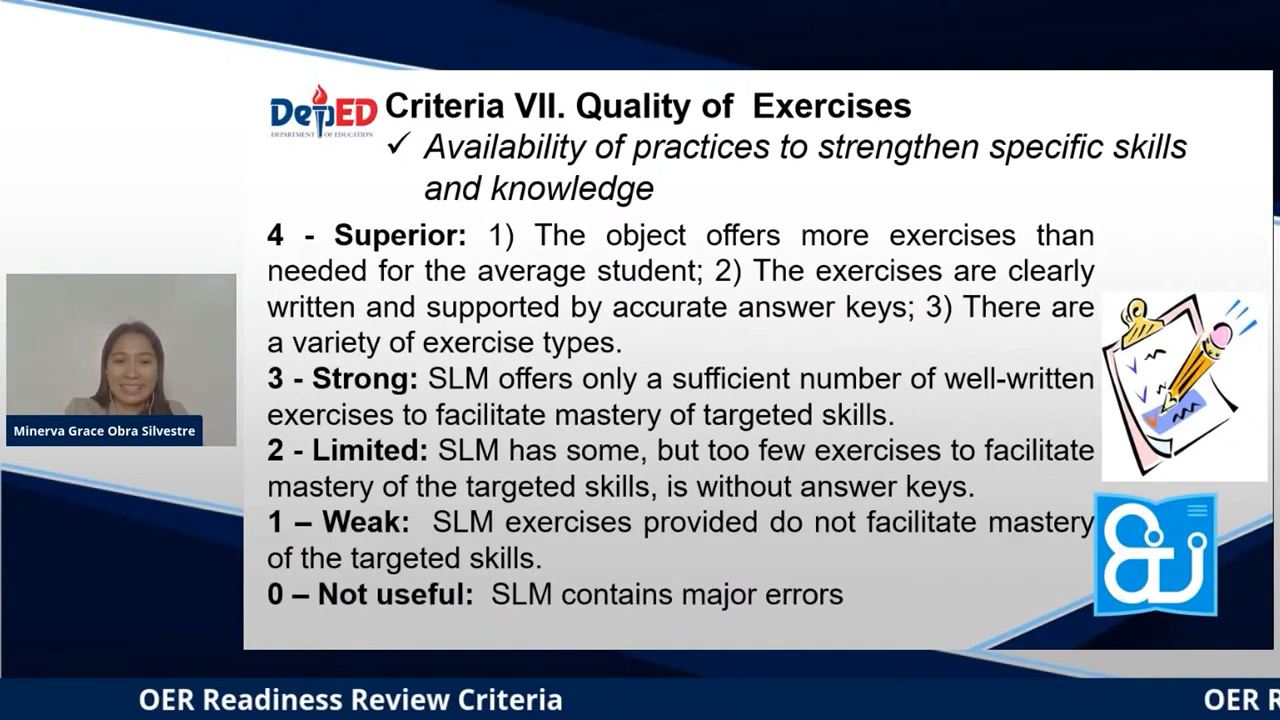 DepED
DEPARTMENT OF EDUCATION
Criteria VII. Quality of Exercises
✓ Availability of practices to strengthen specific skills
and knowledge
4 - Superior: 1) The object offers more exercises than
needed for the average student; 2) The exercises are clearly
written and supported by accurate answer keys; 3) There are
a variety of exercise types.
3 - Strong: SLM offers only a sufficient number of well-written
exercises to facilitate mastery of targeted skills.
2 - Limited: SLM has some, but too few exercises to facilitate
mastery of the targeted skills, is without answer keys.
1 – Weak: SLM exercises provided do not facilitate mastery
of the targeted skills.
0 – Not useful: SLM contains major errors
Minerva Grace Obra Silvestre
OER Readiness Review Criteria
OER R